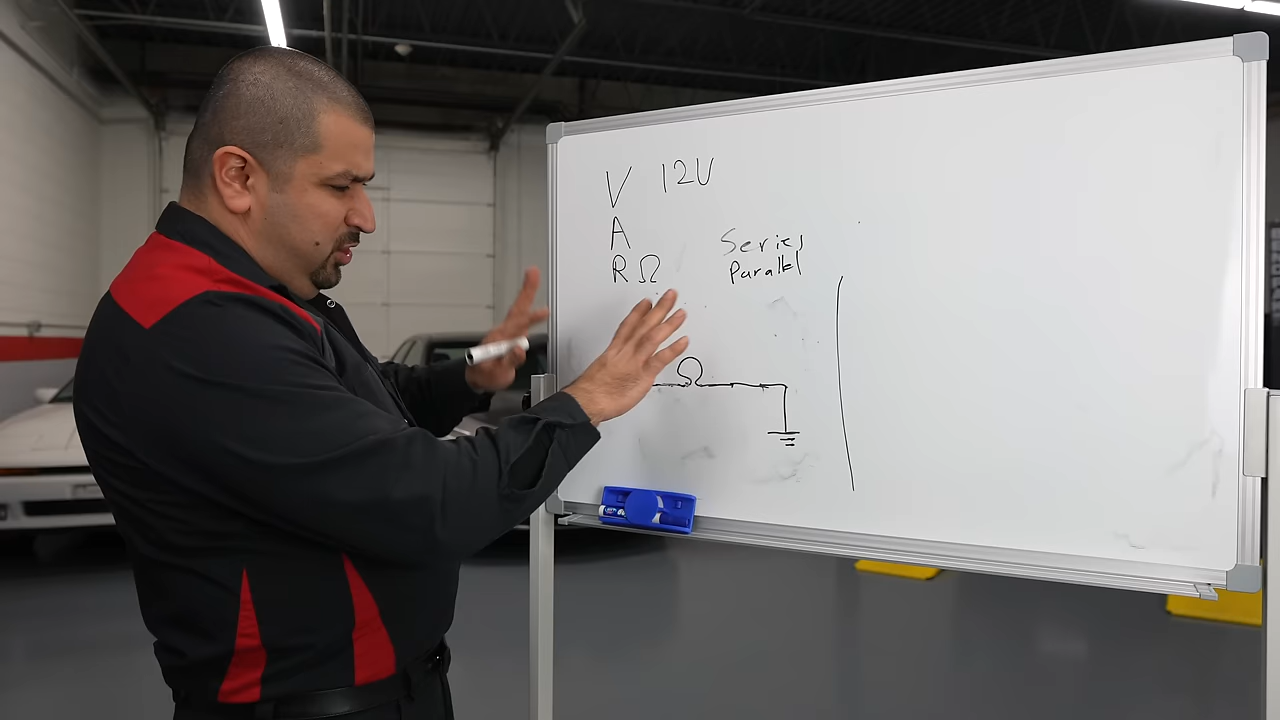 V 12V
A
R Ω
Series
Parallel
Ω